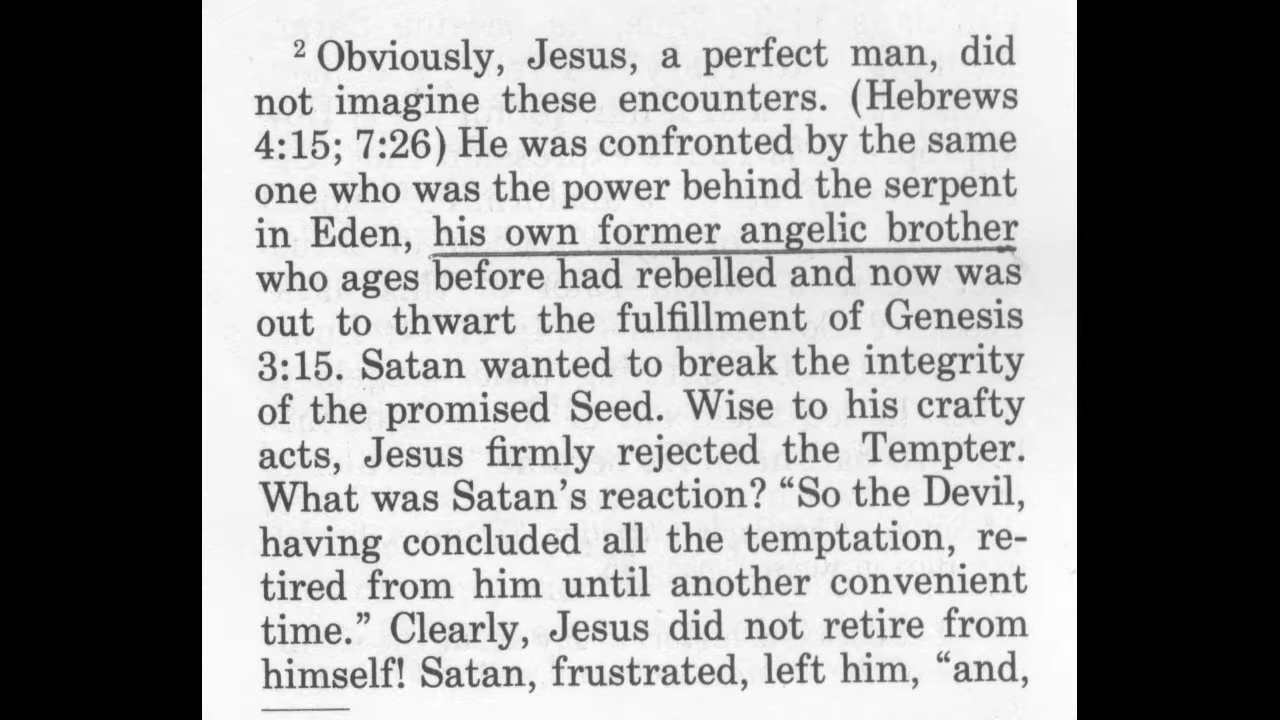 ² Obviously, Jesus, a perfect man, did
not imagine these encounters. (Hebrews
4:15; 7:26) He was confronted by the same
one who was the power behind the serpent
in Eden, his own former angelic brother
who ages before had rebelled and now was
out to thwart the fulfillment of Genesis
3:15. Satan wanted to break the integrity
of the promised Seed. Wise to his crafty
acts, Jesus firmly rejected the Tempter.
What was Satan’s reaction? “So the Devil,
having concluded all the temptation, re-
tired from him until another convenient
time.” Clearly, Jesus did not retire from
himself! Satan, frustrated, left him, “and,